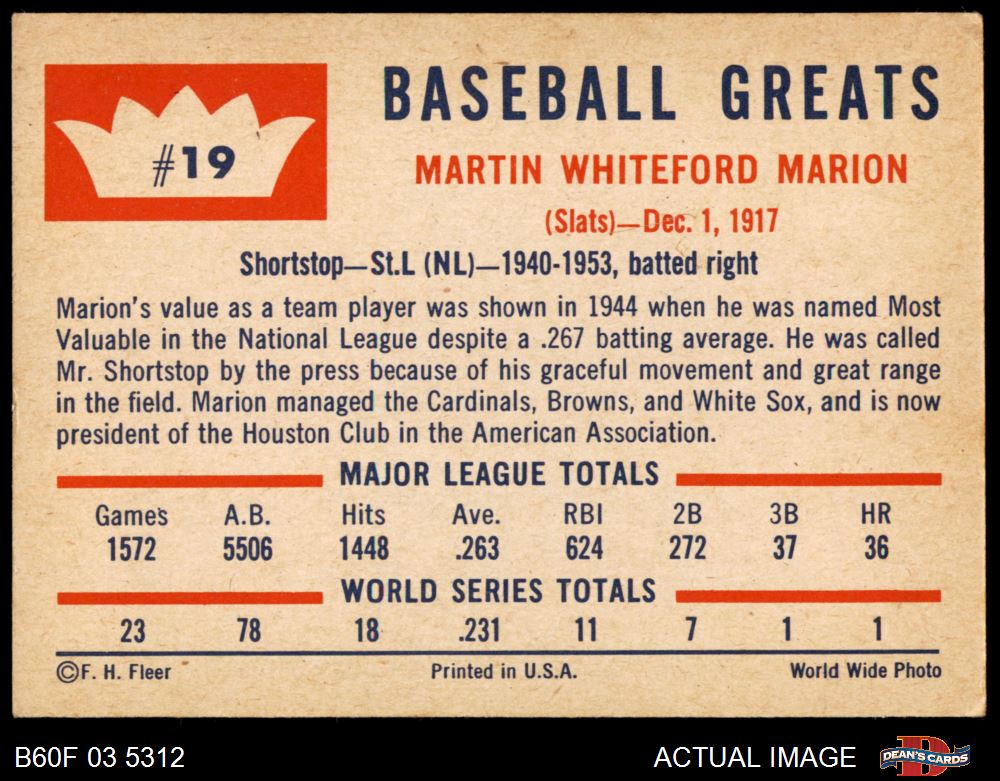 #19
BASEBALL GREATS
MARTIN WHITEFORD MARION
(Slats)—Dec. 1, 1917
Shortstop—St.L (NL)—1940-1953, batted right
Marion's value as a team player was shown in 1944 when he was named Most
Valuable in the National League despite a .267 batting average. He was called
Mr. Shortstop by the press because of his graceful movement and great range
in the field. Marion managed the Cardinals, Browns, and White Sox, and is now
president of the Houston Club in the American Association.
MAJOR LEAGUE TOTALS
Games A.B. Hits Ave. RBI 2B 3B HR
1572 5506 1448 .263 624 272 37 36
WORLD SERIES TOTALS
23 78 18 .231 11 7 1 1
©F. H. Fleer Printed in U.S.A. World Wide Photo
B60F 03 5312 ACTUAL IMAGE DEAN'S CARDS